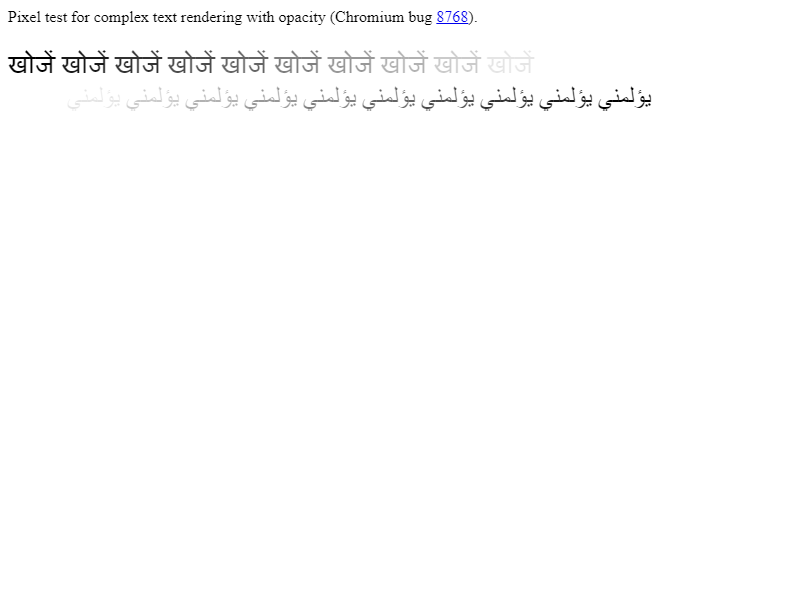 Pixel test for complex text rendering with opacity (Chromium bug 8768).
खोजें खोजें खोजें खोजें खोजें खोजें खोजें खोजें खोजें खोजें
يؤلمني يؤلمني يؤلمني يؤلمني يؤلمني يؤلمني يؤلمني يؤلمني يؤلمني يؤلمني